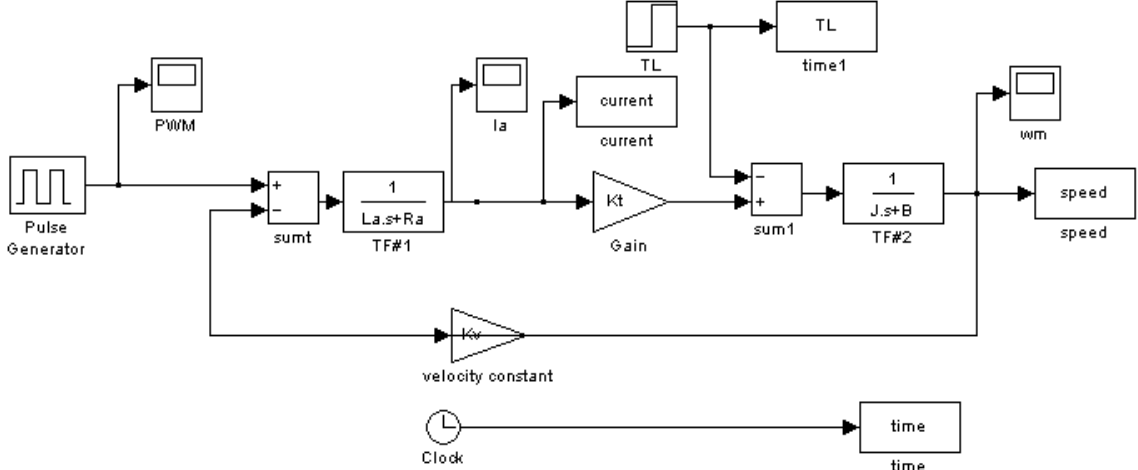 TL
TL
time1
PWM
Ia
current
current
wm
Pulse
Generator
+
−
sumt
1
La.s+Ra
TF#1
Kt
Gain
−
+
sum1
1
J.s+B
TF#2
speed
speed
Kv
velocity constant
Clock
time
time